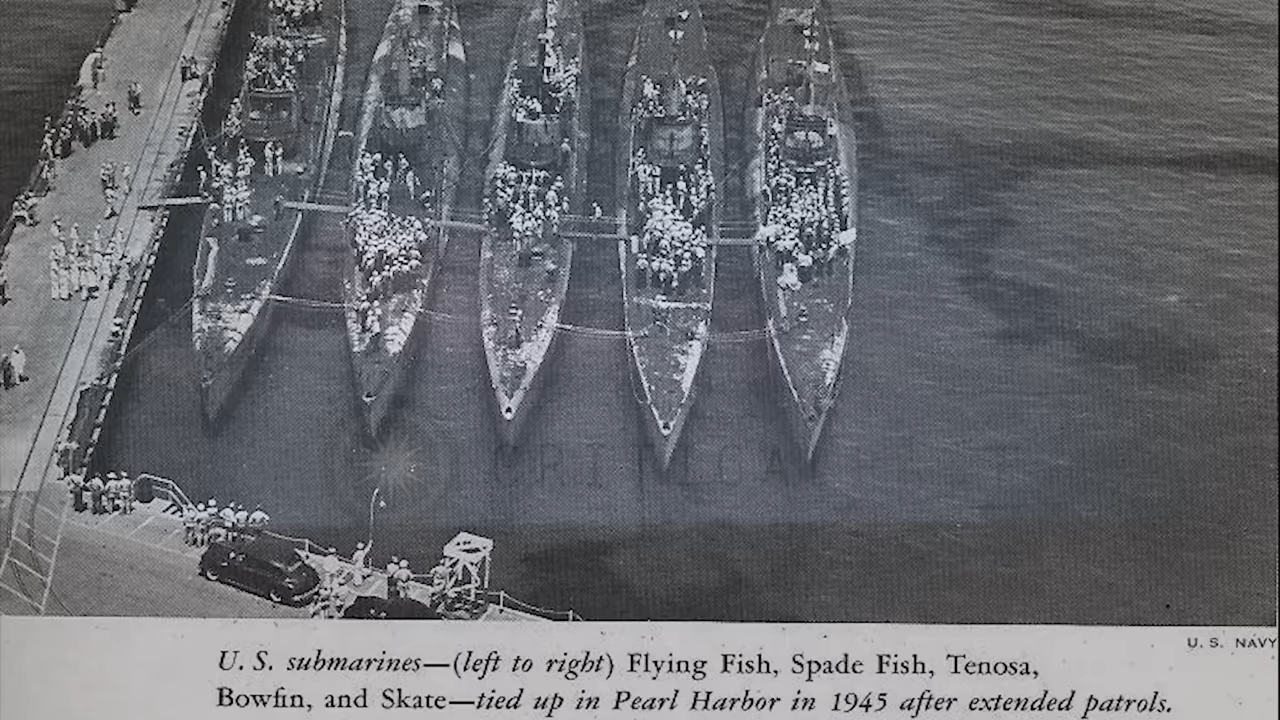 U. S. NAVY
U. S. submarines—(left to right) Flying Fish, Spade Fish, Tenosa,
Bowfin, and Skate—tied up in Pearl Harbor in 1945 after extended patrols.